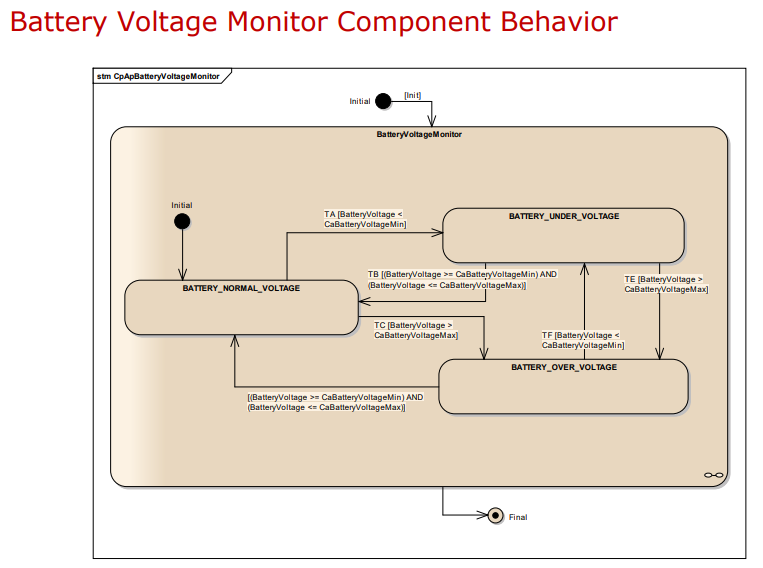 Battery Voltage Monitor Component Behavior
stm CpApBatteryVoltageMonitor
Initial
[Init]
BatteryVoltageMonitor
Initial
TA [BatteryVoltage <
CaBatteryVoltageMin]
BATTERY_UNDER_VOLTAGE
TB [(BatteryVoltage >= CaBatteryVoltageMin) AND
(BatteryVoltage <= CaBatteryVoltageMax)]
TE [BatteryVoltage >
CaBatteryVoltageMax]
BATTERY_NORMAL_VOLTAGE
TC [BatteryVoltage >
CaBatteryVoltageMax]
TF [BatteryVoltage <
CaBatteryVoltageMin]
BATTERY_OVER_VOLTAGE
[(BatteryVoltage >= CaBatteryVoltageMin) AND
(BatteryVoltage <= CaBatteryVoltageMax)]
Final